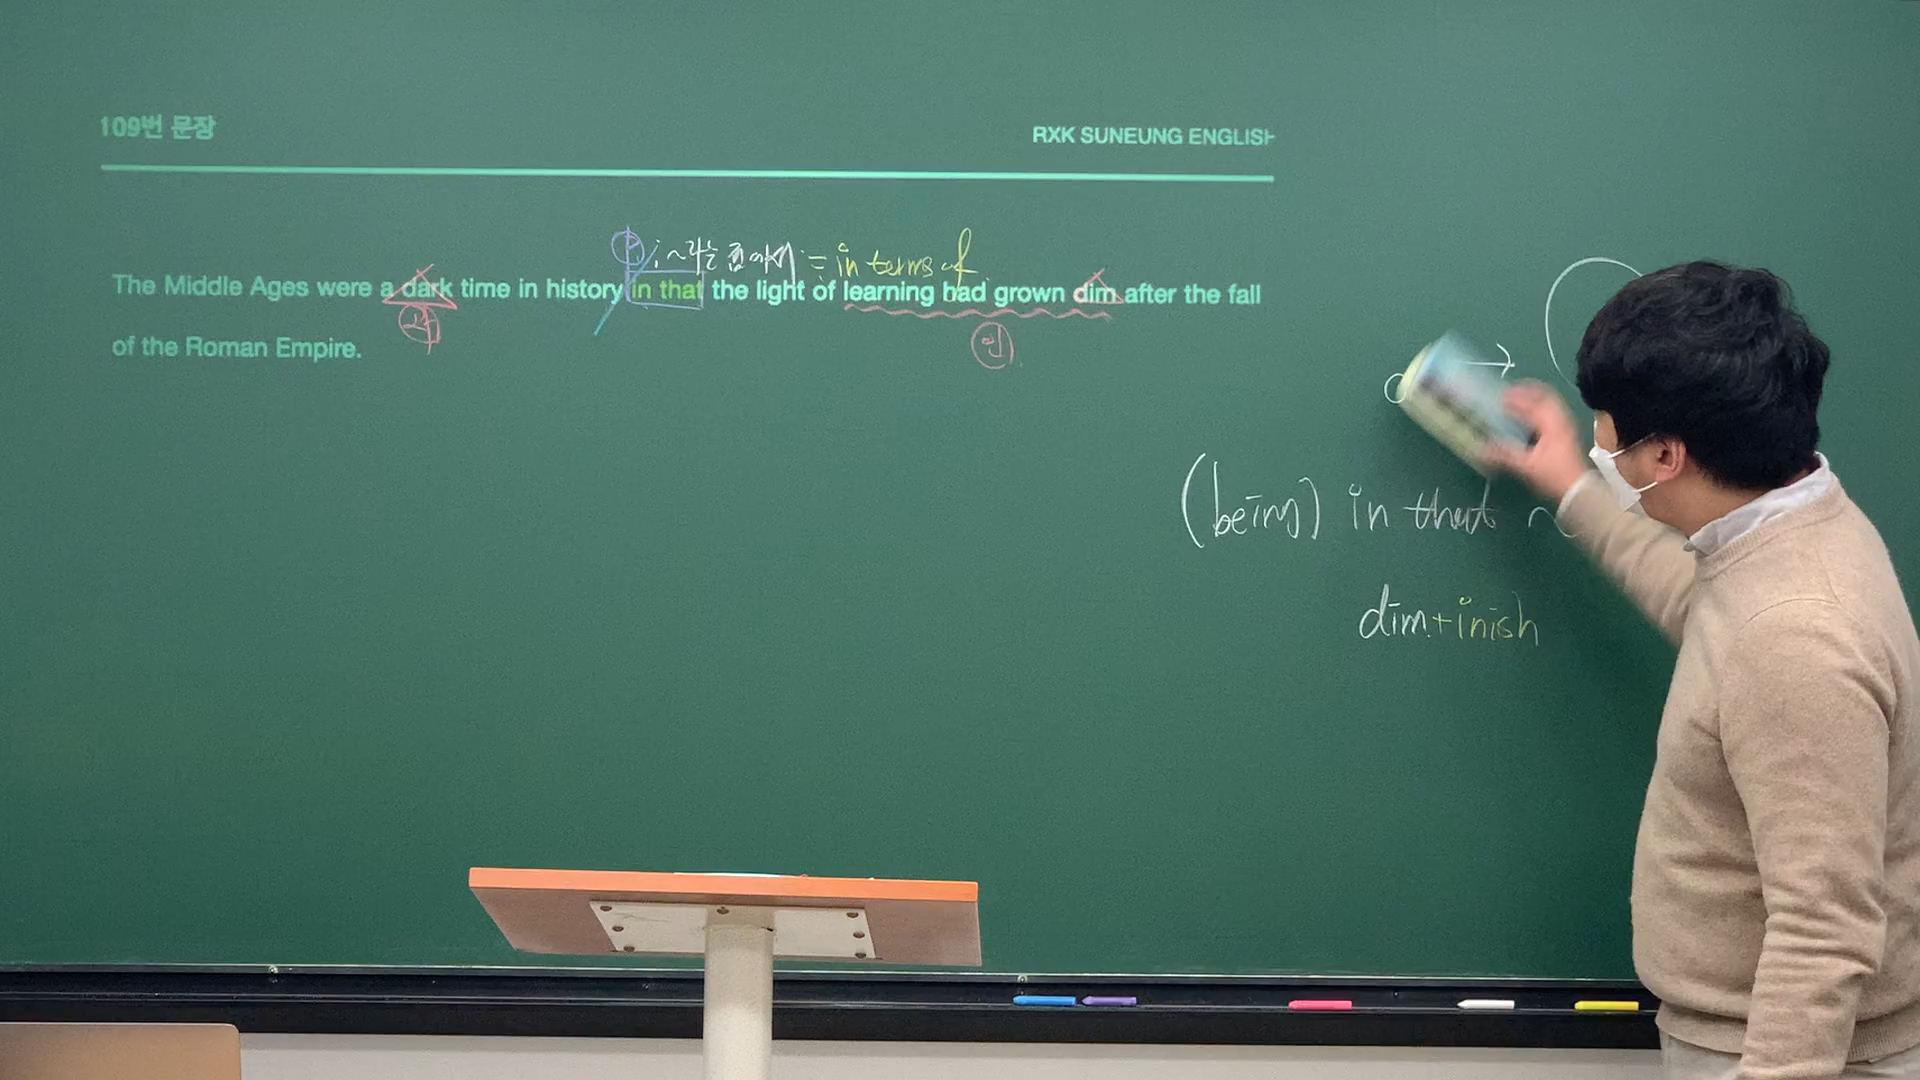 109번 문장
RXK SUNEUNG ENGLISH
; ~라는 점에서 = in terms of
The Middle Ages were a dark time in history in that the light of learning had grown dim after the fall
of the Roman Empire.
(being) in that ~
dim+inish